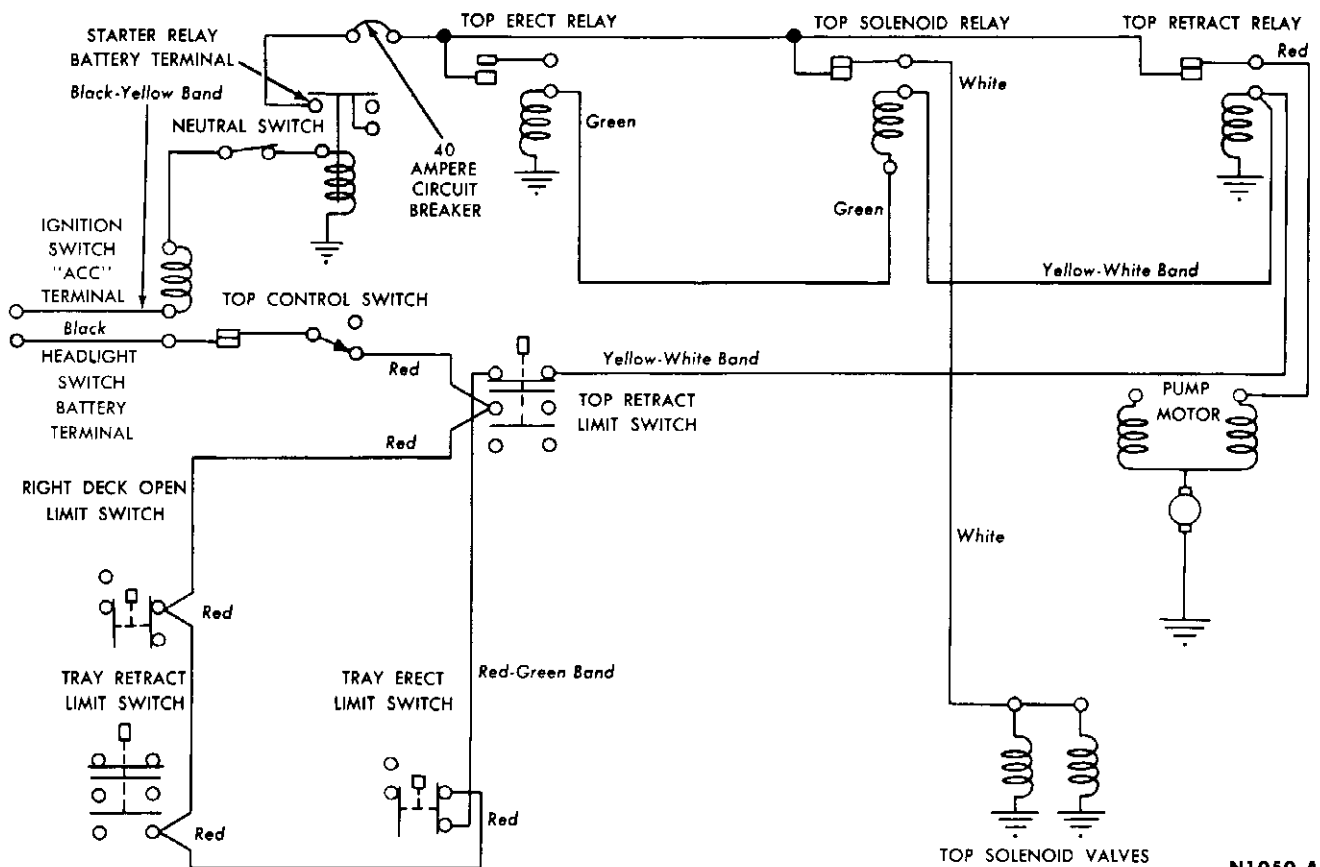 TOP ERECT RELAY
TOP SOLENOID RELAY
TOP RETRACT RELAY
STARTER RELAY
BATTERY TERMINAL
Black-Yellow Band
NEUTRAL SWITCH
40
AMPERE
CIRCUIT
BREAKER
Green
White
Red
Green
IGNITION
SWITCH
"ACC"
TERMINAL
TOP CONTROL SWITCH
Yellow-White Band
Black
HEADLIGHT
SWITCH
BATTERY
TERMINAL
Red
Yellow-White Band
TOP RETRACT
LIMIT SWITCH
PUMP
MOTOR
Red
RIGHT DECK OPEN
LIMIT SWITCH
White
Red
TRAY RETRACT
LIMIT SWITCH
TRAY ERECT
LIMIT SWITCH
Red-Green Band
Red
Red
TOP SOLENOID VALVES